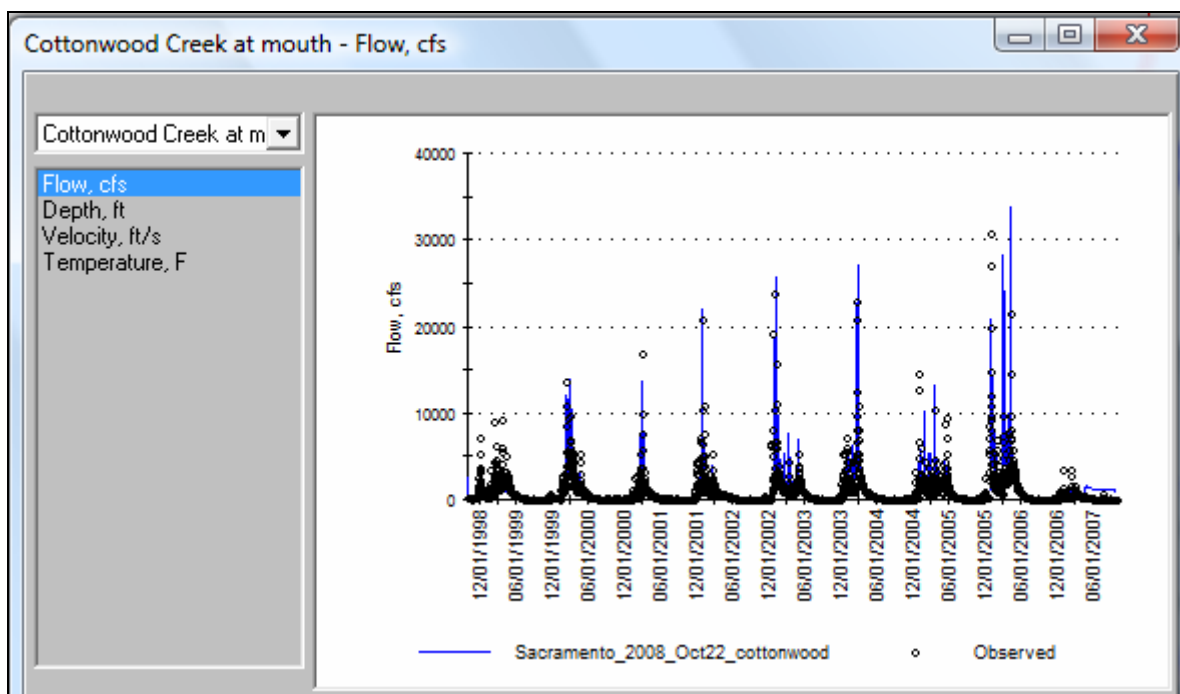 Cottonwood Creek at mouth - Flow, cfs
Cottonwood Creek at m
Flow, cfs
Depth, ft
Velocity, ft/s
Temperature, F
40000
30000
20000
10000
0
Flow, cfs
12/01/1998
06/01/1999
12/01/1999
06/01/2000
12/01/2000
06/01/2001
12/01/2001
06/01/2002
12/01/2002
06/01/2003
12/01/2003
06/01/2004
12/01/2004
06/01/2005
12/01/2005
06/01/2006
12/01/2006
06/01/2007
Sacramento_2008_Oct22_cottonwood
Observed